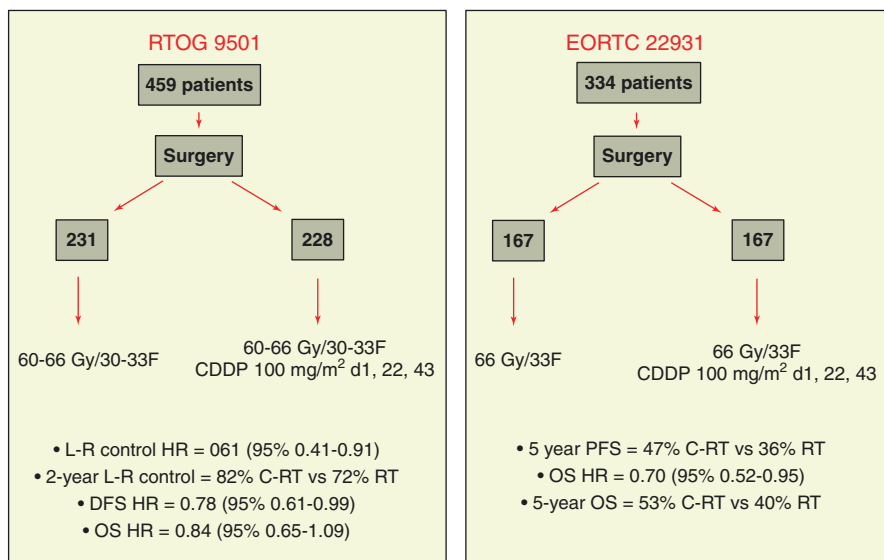 RTOG 9501
459 patients
Surgery
231
228
60-66 Gy/30-33F
60-66 Gy/30-33F
CDDP 100 mg/m² d1, 22, 43
• L-R control HR = 061 (95% 0.41-0.91)
• 2-year L-R control = 82% C-RT vs 72% RT
• DFS HR = 0.78 (95% 0.61-0.99)
• OS HR = 0.84 (95% 0.65-1.09)
EORTC 22931
334 patients
Surgery
167
167
66 Gy/33F
66 Gy/33F
CDDP 100 mg/m² d1, 22, 43
• 5 year PFS = 47% C-RT vs 36% RT
• OS HR = 0.70 (95% 0.52-0.95)
• 5-year OS = 53% C-RT vs 40% RT